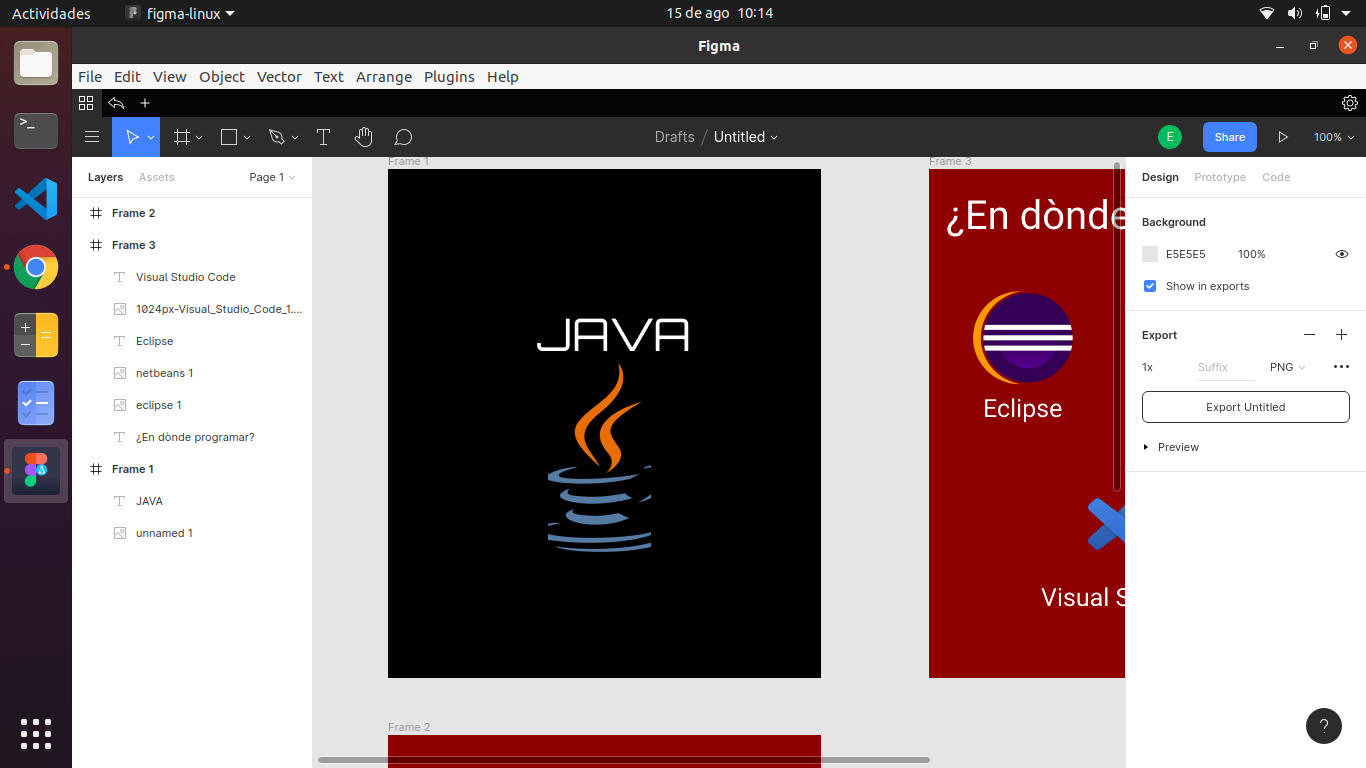 Actividades
figma-linux
15 de ago 10:14
Figma
File Edit View Object Vector Text Arrange Plugins Help
Drafts / Untitled
E
Share
100%
Layers Assets Page 1
Frame 2
Frame 3
Visual Studio Code
1024px-Visual_Studio_Code_1....
Eclipse
netbeans 1
eclipse 1
¿En dònde programar?
Frame 1
JAVA
unnamed 1
Frame 1
JAVA
Frame 2
Frame 3
¿En dònde
Eclipse
Visual S
Design Prototype Code
Background
E5E5E5 100%
Show in exports
Export
1x Suffix PNG
Export Untitled
Preview
?